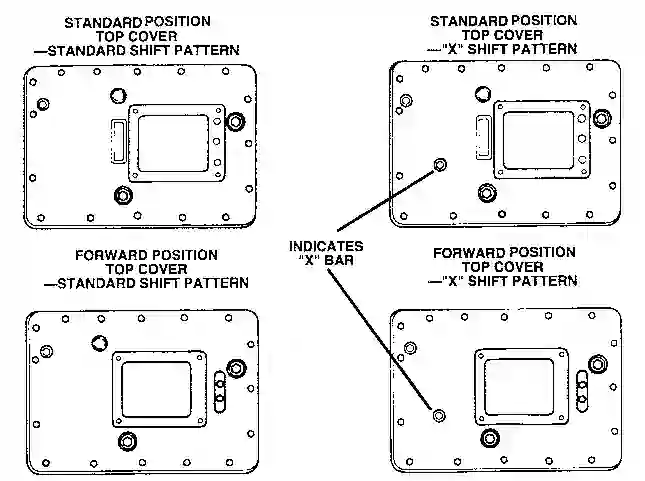 STANDARD POSITION
TOP COVER
—STANDARD SHIFT PATTERN
STANDARD POSITION
TOP COVER
—"X" SHIFT PATTERN
INDICATES
"X" BAR
FORWARD POSITION
TOP COVER
—STANDARD SHIFT PATTERN
FORWARD POSITION
TOP COVER
—"X" SHIFT PATTERN